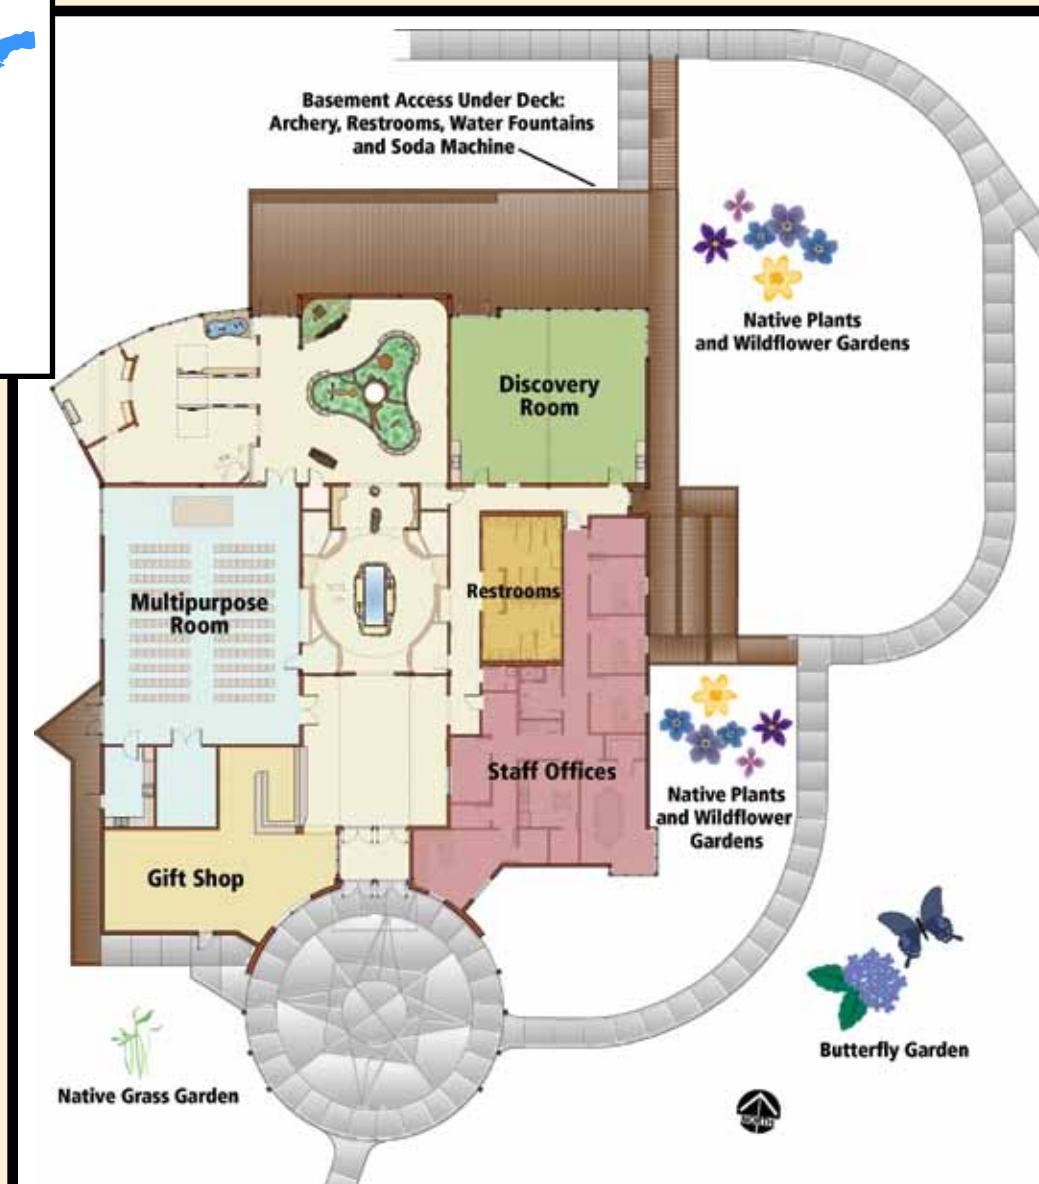 Basement Access Under Deck:
Archery, Restrooms, Water Fountains
and Soda Machine
Native Plants
and Wildflower Gardens
Discovery
Room
Restrooms
Multipurpose
Room
Staff Offices
Native Plants
and Wildflower
Gardens
Gift Shop
Butterfly Garden
Native Grass Garden
NORTH